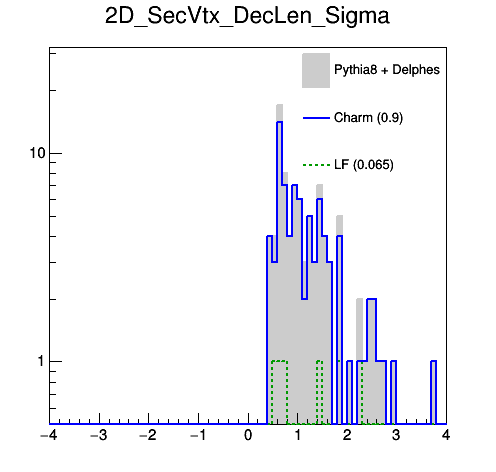 2D_SecVtx_DecLen_Sigma
Pythia8 + Delphes
Charm (0.9)
LF (0.065)
10
1
−4 −3 −2 −1 0 1 2 3 4